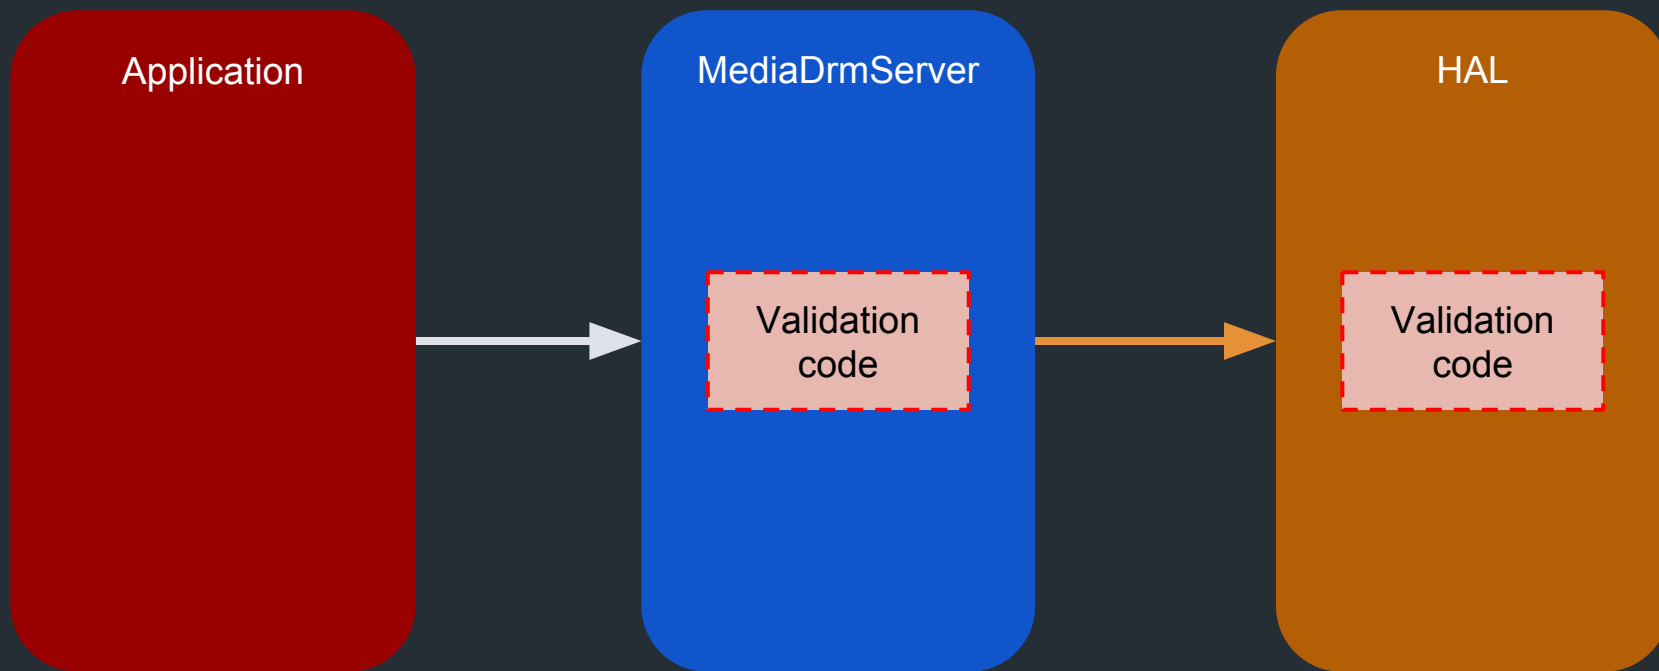 Application
MediaDrmServer
HAL
Validation
code
Validation
code